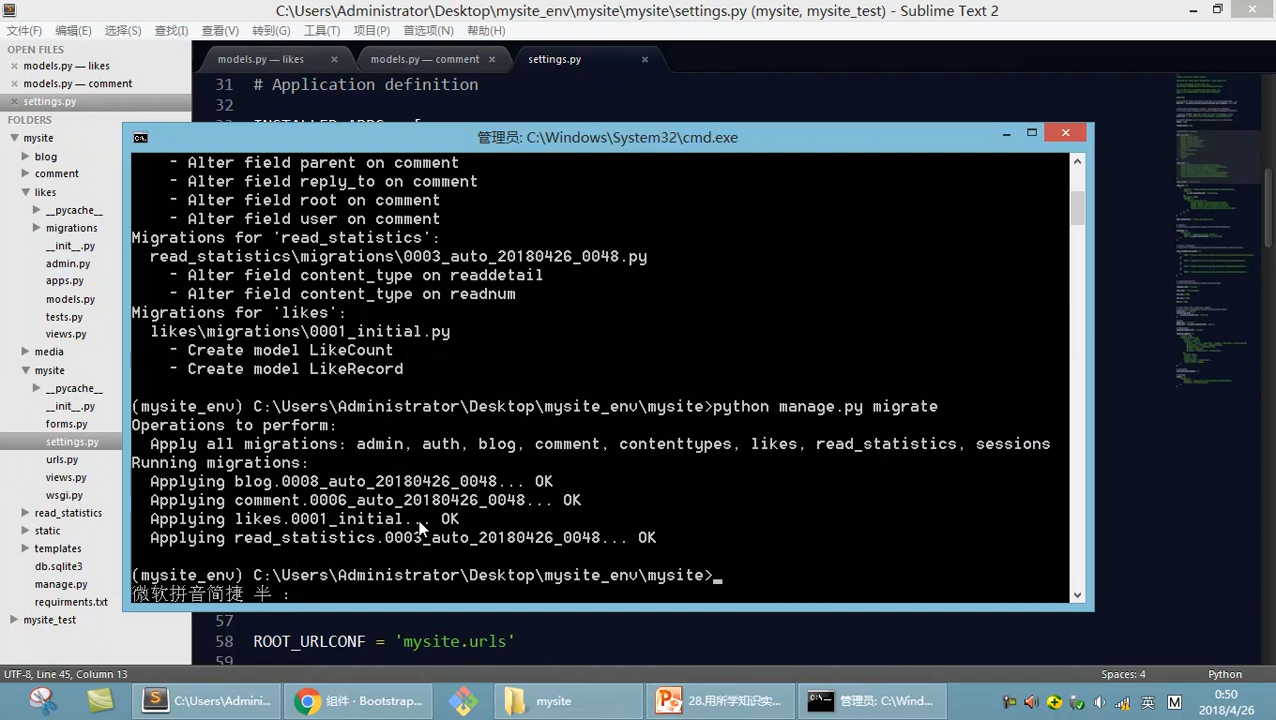 C:\Users\Administrator\Desktop\mysite_env\mysite\mysite\settings.py (mysite, mysite_test) - Sublime Text 2
文件(F) 编辑(E) 选择(S) 查找(I) 查看(V) 转到(G) 工具(T) 项目(P) 首选项(N) 帮助(H)
OPEN FILES
models.py — likes
models.py — comment
settings.py
FOLDERS
mysite
blog
comment
likes
__pycache__
migrations
__init__.py
admin.py
apps.py
models.py
tests.py
views.py
media
mysite
__pycache__
__init__.py
forms.py
settings.py
urls.py
views.py
wsgi.py
read_statistics
static
templates
db.sqlite3
manage.py
requirments.txt
mysite_test
models.py — likes
models.py — comment
settings.py
31 # Application definition
32
管理员: C:\Windows\System32\cmd.exe
- Alter field parent on comment
- Alter field reply_to on comment
- Alter field root on comment
- Alter field user on comment
Migrations for 'read_statistics':
read_statistics\migrations\0003_auto_20180426_0048.py
- Alter field content_type on readdetail
- Alter field content_type on readnum
Migrations for 'likes':
likes\migrations\0001_initial.py
- Create model LikeCount
- Create model LikeRecord
(mysite_env) C:\Users\Administrator\Desktop\mysite_env\mysite>python manage.py migrate
Operations to perform:
Apply all migrations: admin, auth, blog, comment, contenttypes, likes, read_statistics, sessions
Running migrations:
Applying blog.0008_auto_20180426_0048... OK
Applying comment.0006_auto_20180426_0048... OK
Applying likes.0001_initial... OK
Applying read_statistics.0003_auto_20180426_0048... OK
(mysite_env) C:\Users\Administrator\Desktop\mysite_env\mysite>_
微软拼音简捷 半 :
57
58 ROOT_URLCONF = 'mysite.urls'
59
UTF-8, Line 45, Column 13
Spaces: 4
Python
C:\Users\Admini...
组件 · Bootstrap...
mysite
28.用所学知识实...
管理员: C:\Wind...
英
M
0:50
2018/4/26